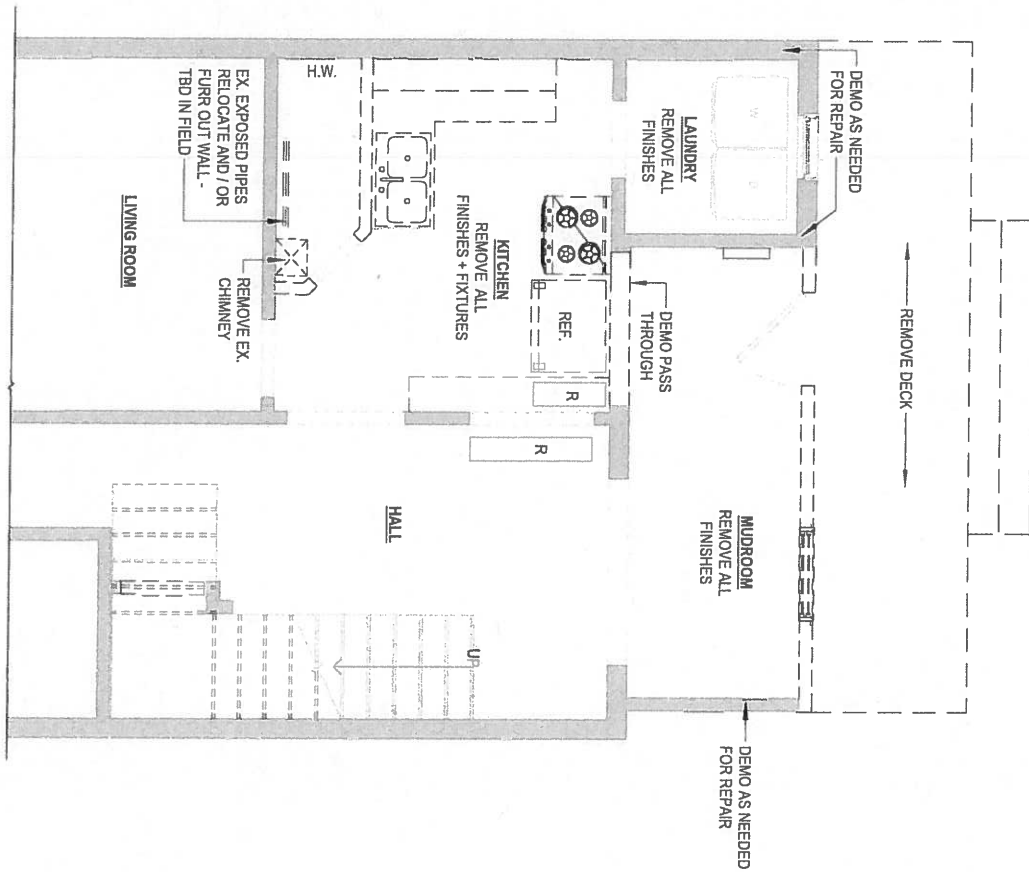 REMOVE DECK
DEMO AS NEEDED
FOR REPAIR
DEMO AS NEEDED
FOR REPAIR
LAUNDRY
REMOVE ALL
FINISHES
W
D
MUDROOM
REMOVE ALL
FINISHES
DEMO PASS
THROUGH
REF.
R
R
KITCHEN
REMOVE ALL
FINISHES + FIXTURES
H.W.
UP
HALL
EX. EXPOSED PIPES
RELOCATE AND / OR
FURR OUT WALL -
TBD IN FIELD
REMOVE EX.
CHIMNEY
LIVING ROOM